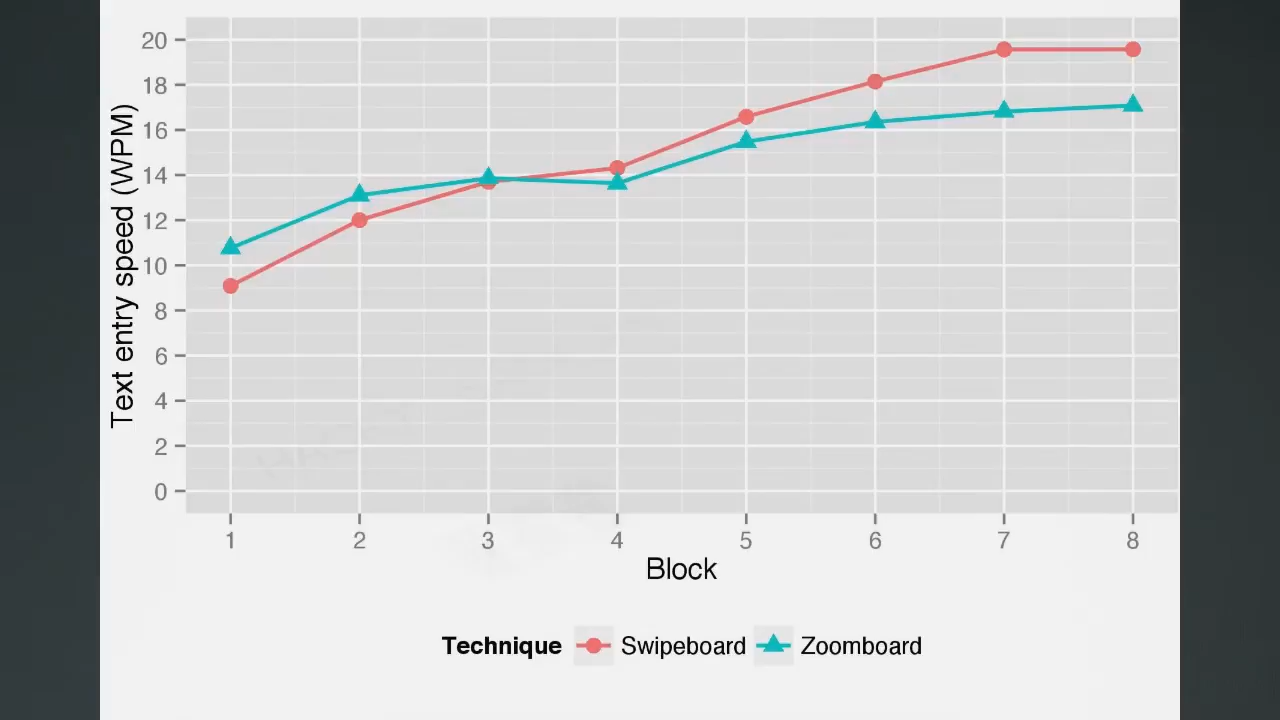 20
18
16
14
12
10
8
6
4
2
0
Text entry speed (WPM)
1 2 3 4 5 6 7 8
Block
Technique Swipeboard Zoomboard